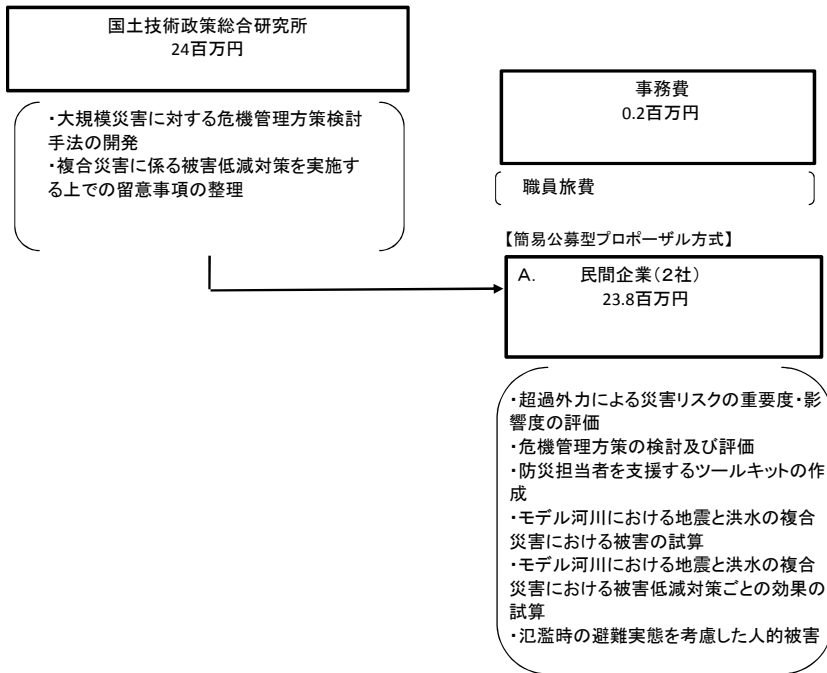 国土技術政策総合研究所
24百万円
・大規模災害に対する危機管理方策検討
手法の開発
・複合災害に係る被害低減対策を実施す
る上での留意事項の整理
事務費
0.2百万円
職員旅費
【簡易公募型プロポーザル方式】
A. 民間企業(2社)
23.8百万円
・超過外力による災害リスクの重要度・影
響度の評価
・危機管理方策の検討及び評価
・防災担当者を支援するツールキットの作
成
・モデル河川における地震と洪水の複合
災害における被害の試算
・モデル河川における地震と洪水の複合
災害における被害低減対策ごとの効果の
試算
・氾濫時の避難実態を考慮した人的被害